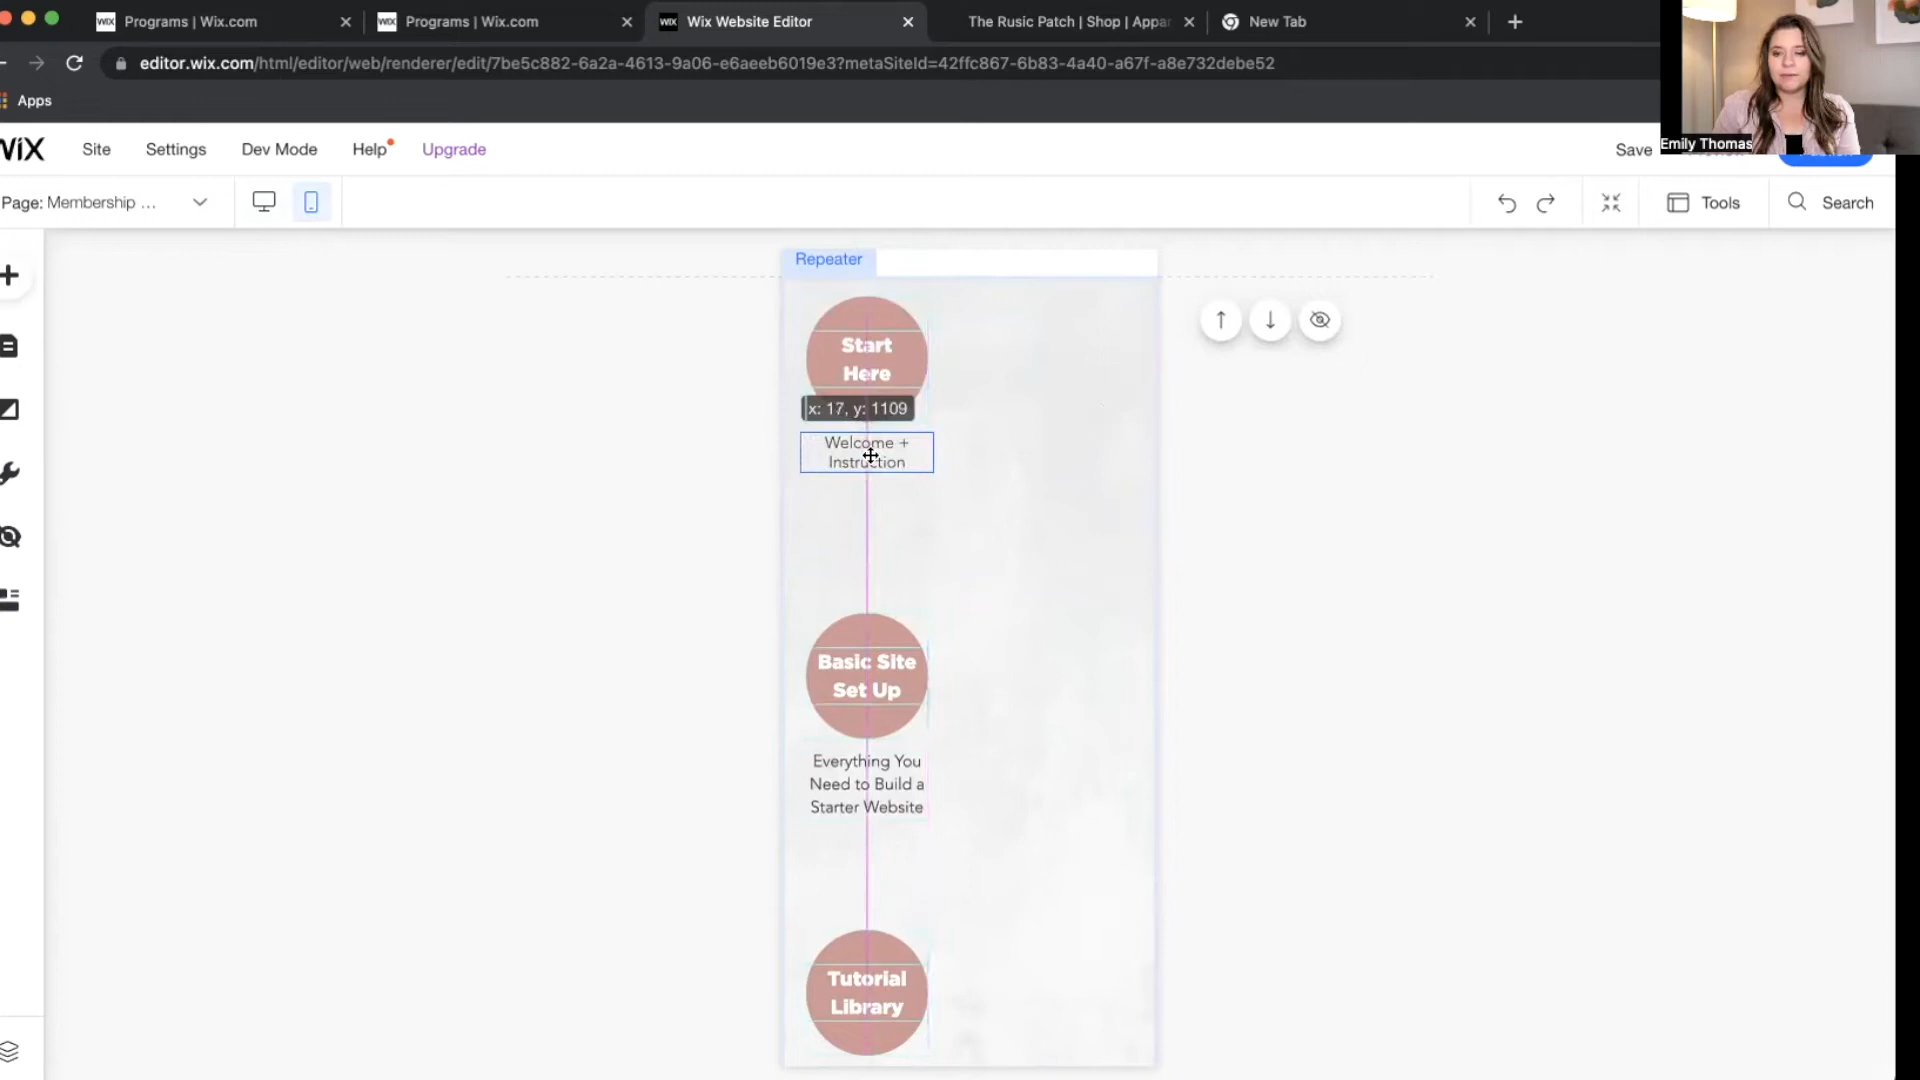 Programs | Wix.com
Programs | Wix.com
Wix Website Editor
The Rusic Patch | Shop | Appar
New Tab
editor.wix.com/html/editor/web/renderer/edit/7be5c882-6a2a-4613-9a06-e6aeeb6019e3?metaSiteId=42ffc867-6b83-4a40-a67f-a8e732debe52
Apps
Emily Thomas
WiX
Site
Settings
Dev Mode
Help
Upgrade
Save
Page: Membership ...
Tools
Search
Repeater
Start
Here
x: 17, y: 1109
Welcome +
Instruction
Basic Site
Set Up
Everything You
Need to Build a
Starter Website
Tutorial
Library